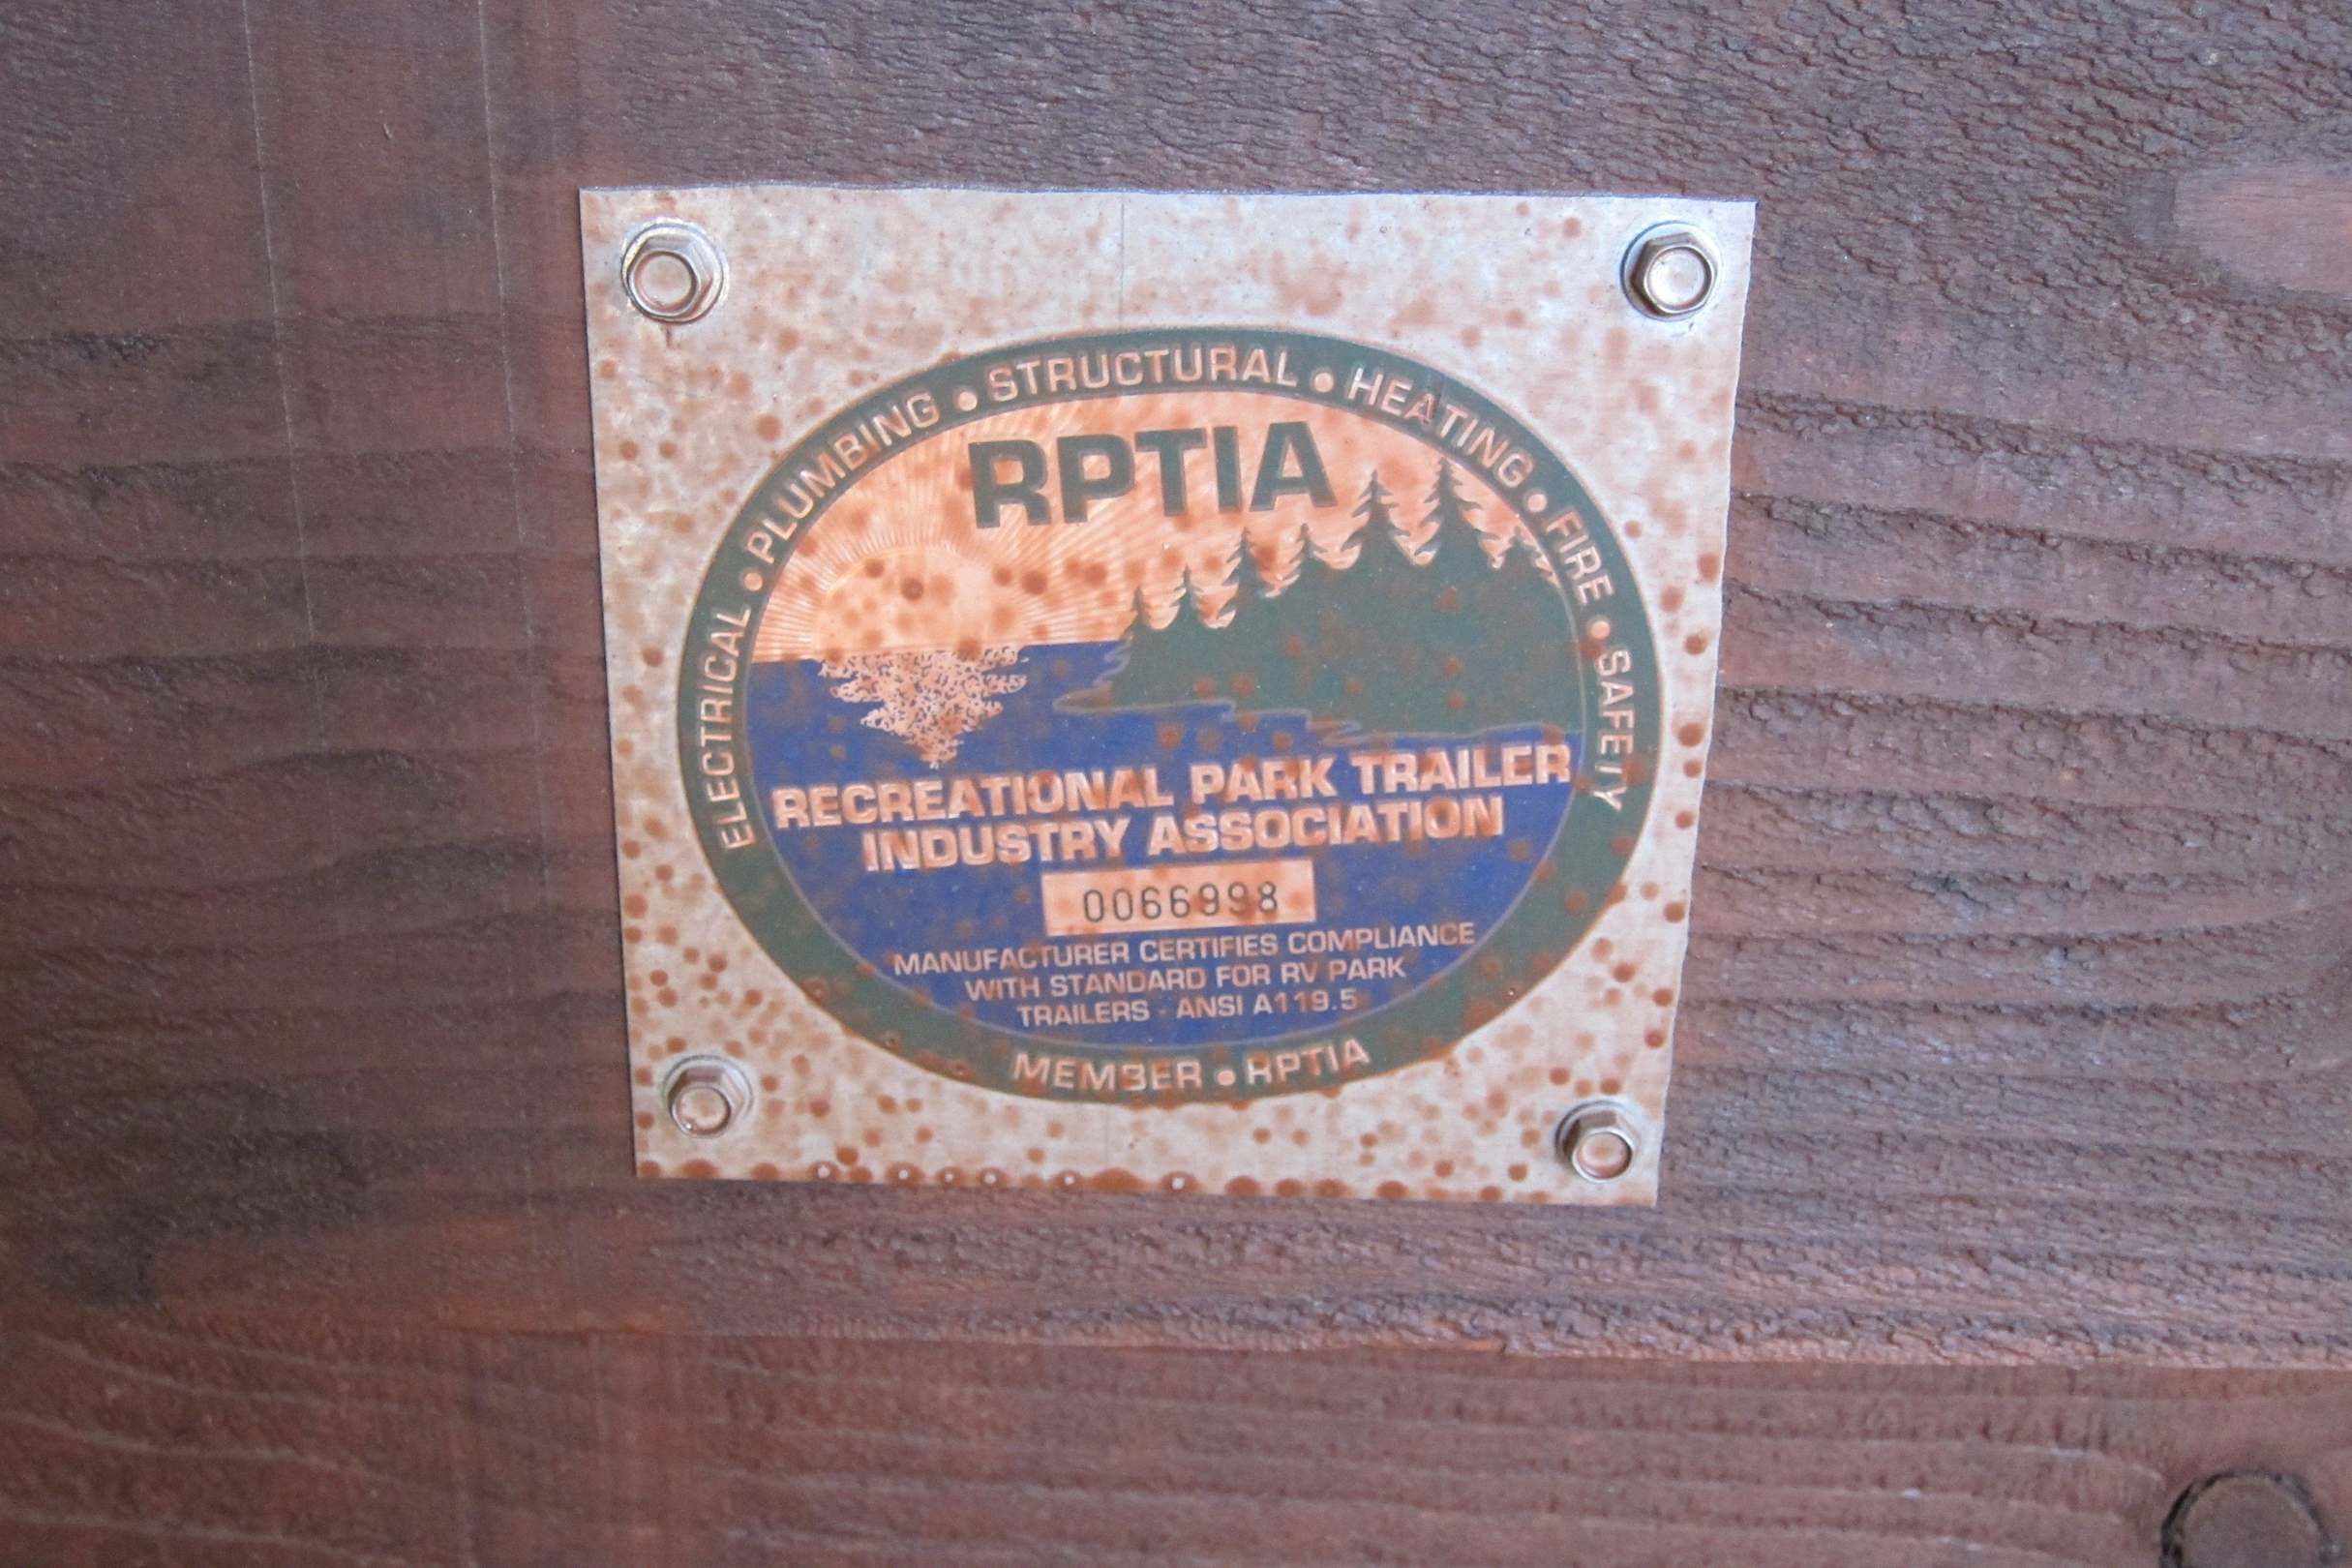 ELECTRICAL • PLUMBING • STRUCTURAL • HEATING • FIRE • SAFETY
RPTIA
RECREATIONAL PARK TRAILER
INDUSTRY ASSOCIATION
0066998
MANUFACTURER CERTIFIES COMPLIANCE
WITH STANDARD FOR RV PARK
TRAILERS - ANSI A119.5
MEMBER • RPTIA